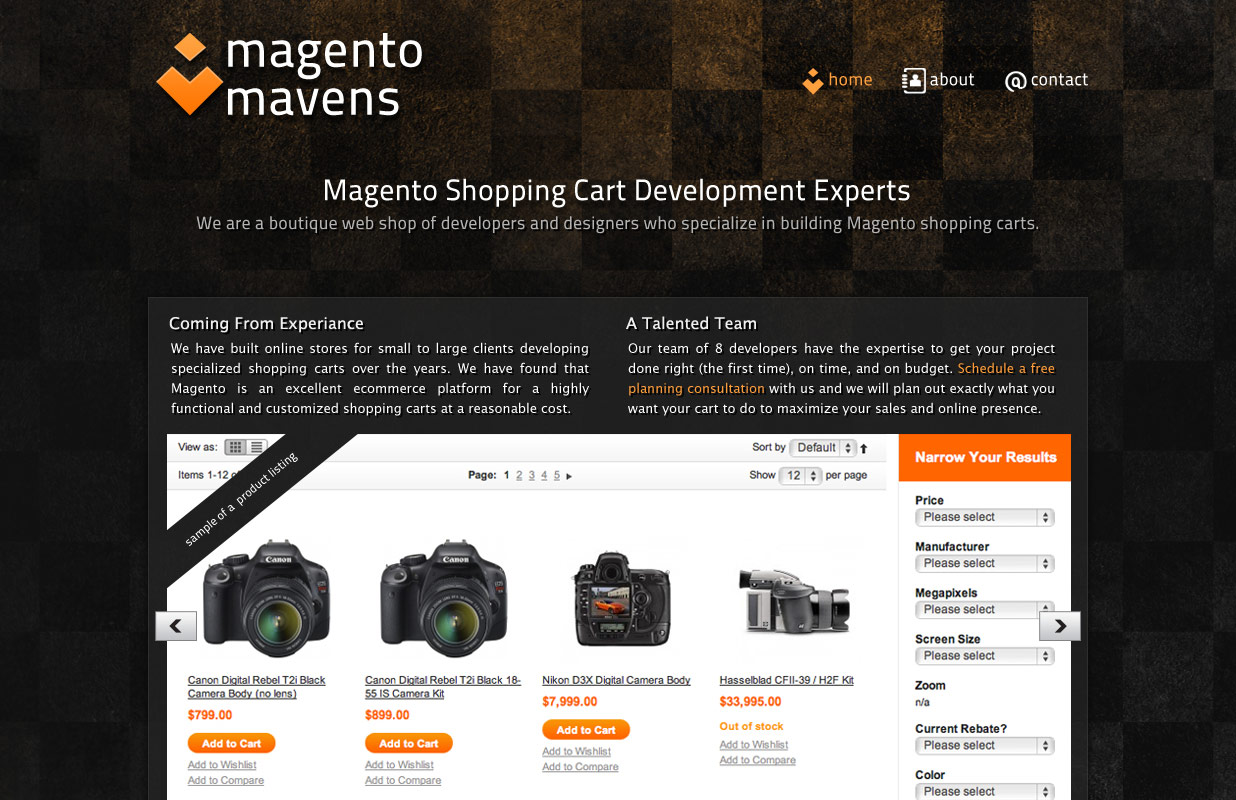 magento
mavens
home about contact
Magento Shopping Cart Development Experts
We are a boutique web shop of developers and designers who specialize in building Magento shopping carts.
Coming From Experiance
We have built online stores for small to large clients developing
specialized shopping carts over the years. We have found that
Magento is an excellent ecommerce platform for a highly
functional and customized shopping carts at a reasonable cost.
A Talented Team
Our team of 8 developers have the expertise to get your project
done right (the first time), on time, and on budget. Schedule a free
planning consultation with us and we will plan out exactly what you
want your cart to do to maximize your sales and online presence.
View as:
Sort by Default
Items 1-12
Page: 1 2 3 4 5
Show 12 per page
sample of a product listing
Canon
Canon Digital Rebel T2i Black
Camera Body (no lens)
$799.00
Add to Cart
Add to Wishlist
Add to Compare
Canon
Canon Digital Rebel T2i Black 18-
55 IS Camera Kit
$899.00
Add to Cart
Add to Wishlist
Add to Compare
Nikon D3X Digital Camera Body
$7,999.00
Add to Cart
Add to Wishlist
Add to Compare
Hasselblad CFII-39 / H2F Kit
$33,995.00
Out of stock
Add to Wishlist
Add to Compare
Narrow Your Results
Price
Please select
Manufacturer
Please select
Megapixels
Please select
Screen Size
Please select
Zoom
n/a
Current Rebate?
Please select
Color
Please select